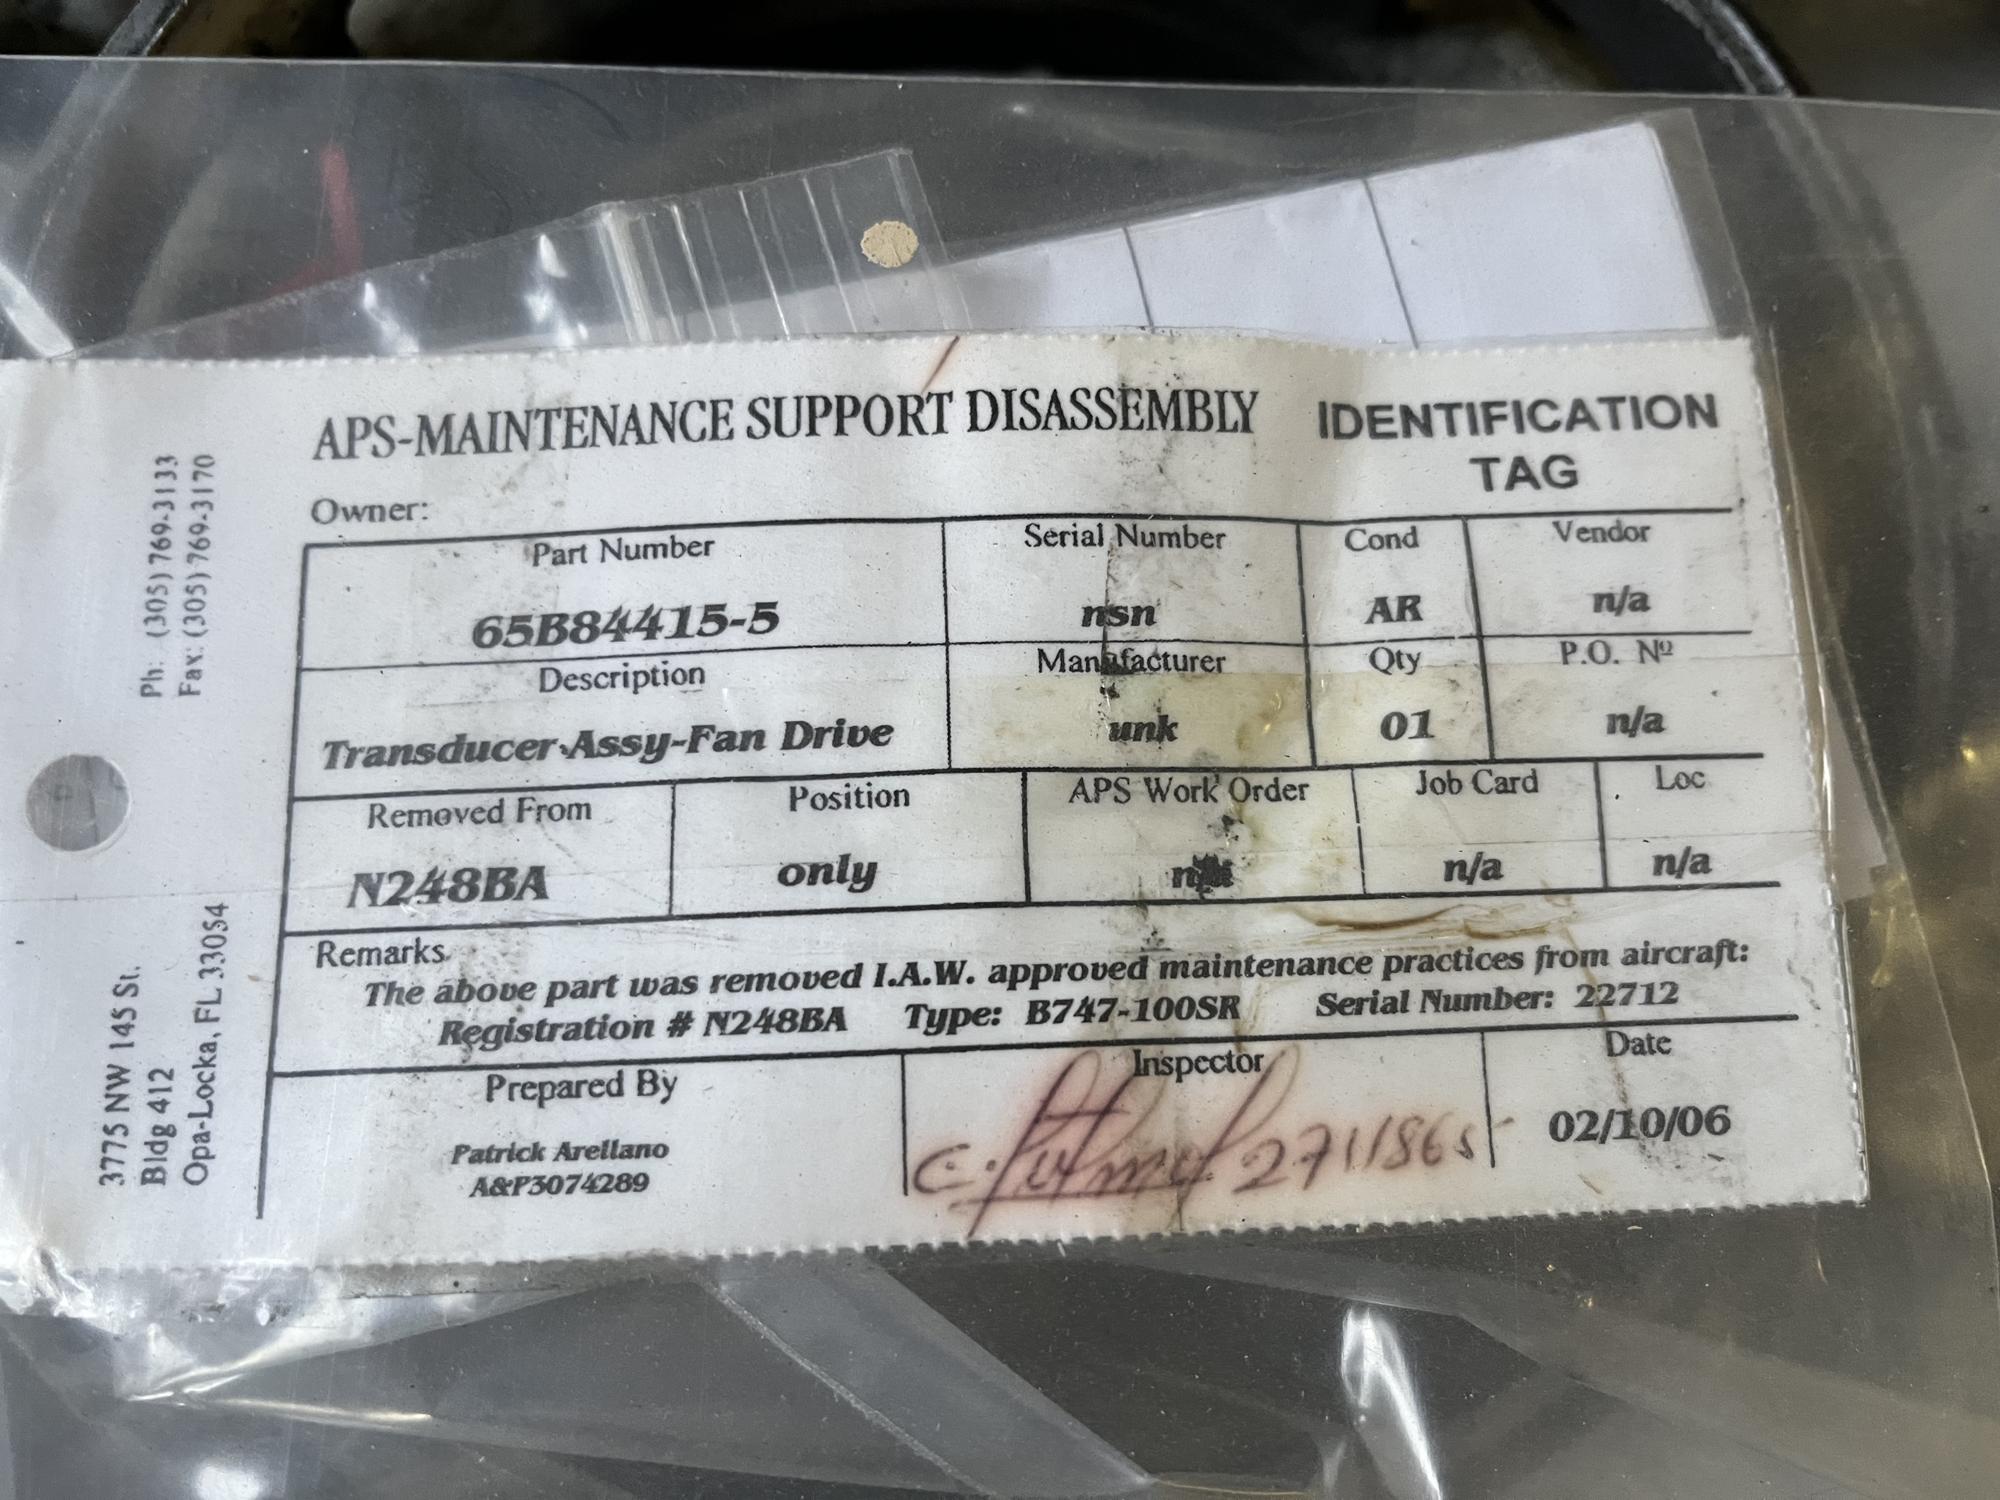 APS-MAINTENANCE SUPPORT DISASSEMBLY IDENTIFICATION TAG
Ph: (305) 769-3133
Fax: (305) 769-3170
3775 NW 145 St.
Bldg 412
Opa-Locka, FL 33054
Owner:
Part Number Serial Number Cond Vendor
65B84415-5 nsn AR n/a
Description Manufacturer Qty P.O. Nº
Transducer Assy-Fan Drive unk 01 n/a
Removed From Position APS Work Order Job Card Loc
N248BA only n/a n/a
Remarks
The above part was removed I.A.W. approved maintenance practices from aircraft:
Registration # N248BA Type: B747-100SR Serial Number: 22712
Prepared By Inspector Date
Patrick Arellano
A&P3074289
02/10/06